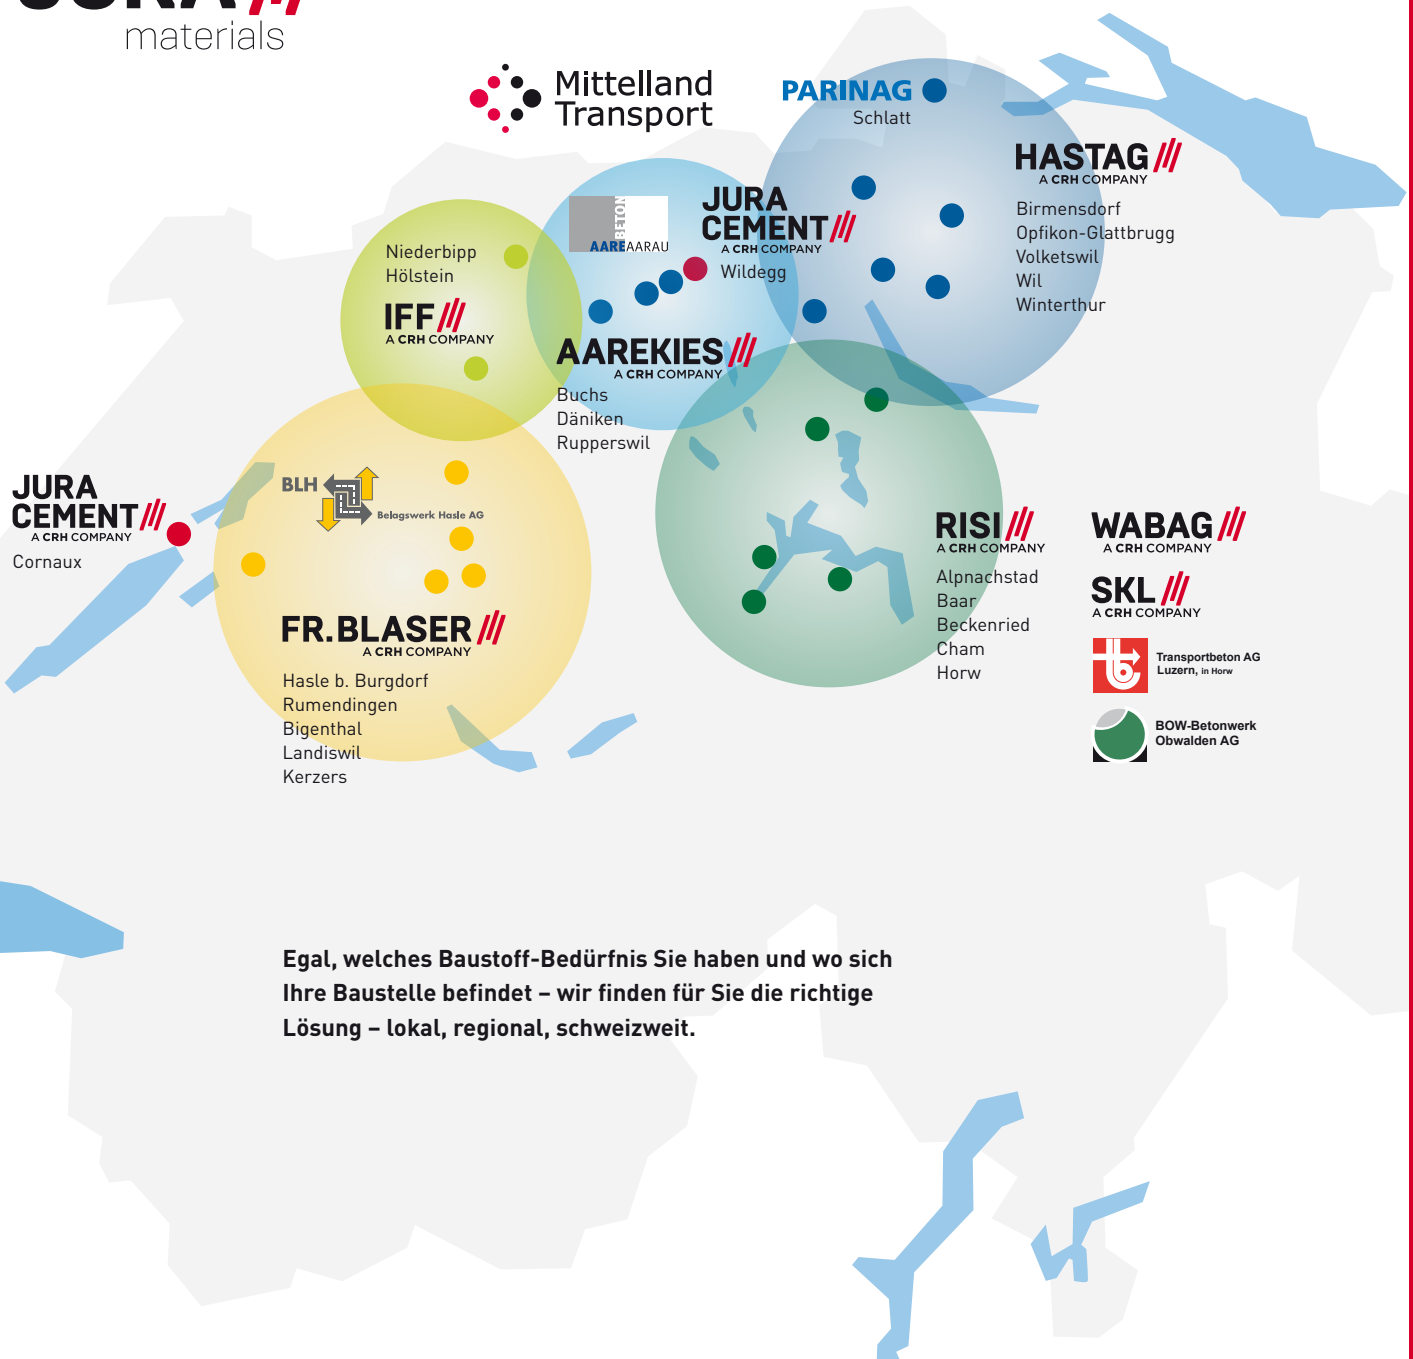 JURA
materials
Mittelland
Transport
PARINAG
Schlatt
HASTAG
A CRH COMPANY
Birmensdorf
Opfikon-Glattbrugg
Volketswil
Wil
Winterthur
BETON
AAREAARAU
JURA
CEMENT
A CRH COMPANY
Wildegg
Niederbipp
Hölstein
IFF
A CRH COMPANY
AAREKIES
A CRH COMPANY
Buchs
Däniken
Rupperswil
JURA
CEMENT
A CRH COMPANY
Cornaux
BLH
Belagswerk Hasle AG
FR.BLASER
A CRH COMPANY
Hasle b. Burgdorf
Rumendingen
Bigenthal
Landiswil
Kerzers
RISI
A CRH COMPANY
Alpnachstad
Baar
Beckenried
Cham
Horw
WABAG
A CRH COMPANY
SKL
A CRH COMPANY
Transportbeton AG
Luzern, in Horw
BOW-Betonwerk
Obwalden AG
Egal, welches Baustoff-Bedürfnis Sie haben und wo sich
Ihre Baustelle befindet – wir finden für Sie die richtige
Lösung – lokal, regional, schweizweit.